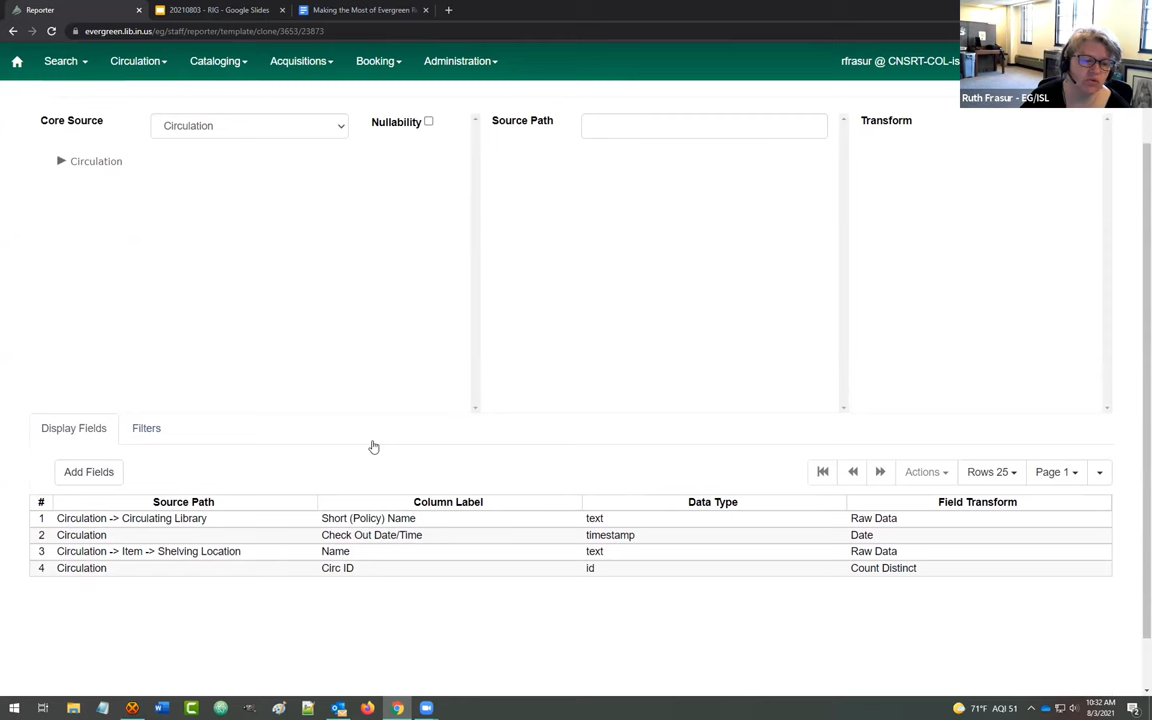 Reporter
20210803 - RIG - Google Slides
Making the Most of Evergreen R
evergreen.lib.in.us/eg/staff/reporter/template/clone/3653/23873
Search Circulation Cataloging Acquisitions Booking Administration rfrasur @ CNSRT-COL-is
Ruth Frasur - EG/ISL
Core Source Circulation Nullability Source Path Transform
Circulation
Display Fields Filters
Add Fields Actions Rows 25 Page 1
# Source Path Column Label Data Type Field Transform
1 Circulation -> Circulating Library Short (Policy) Name text Raw Data
2 Circulation Check Out Date/Time timestamp Date
3 Circulation -> Item -> Shelving Location Name text Raw Data
4 Circulation Circ ID id Count Distinct
71°F AQI 51
10:32 AM
8/3/2021
2